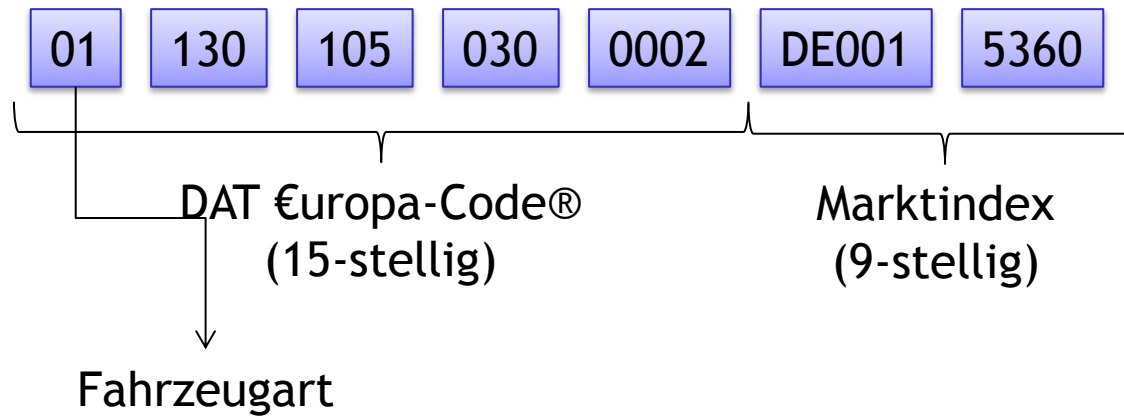 01 130 105 030 0002 DE001 5360
DAT €uropa-Code® Marktindex
(15-stellig) (9-stellig)
Fahrzeugart